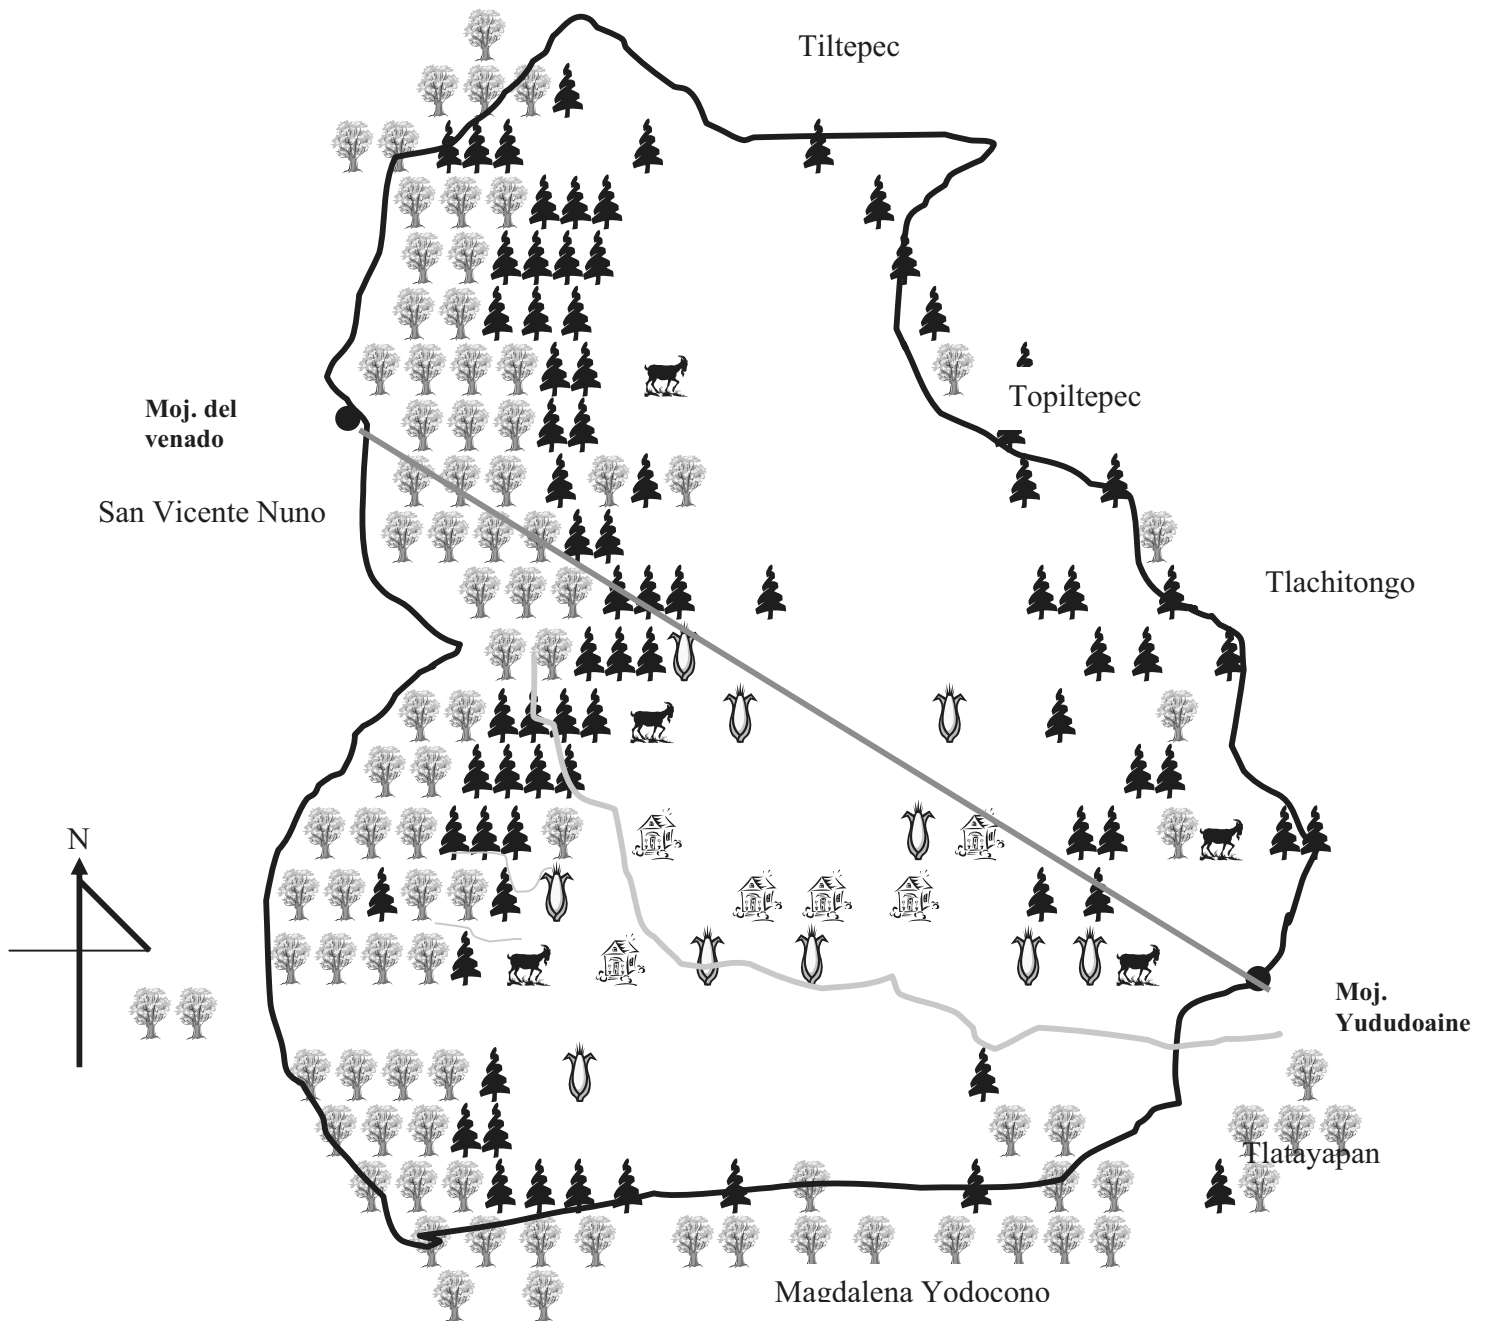 Tiltepec
Moj. del
venado
Topiltepec
San Vicente Nuno
Tlachitongo
N
Moj.
Yududoaine
Tlatayapan
Magdalena Yodocono